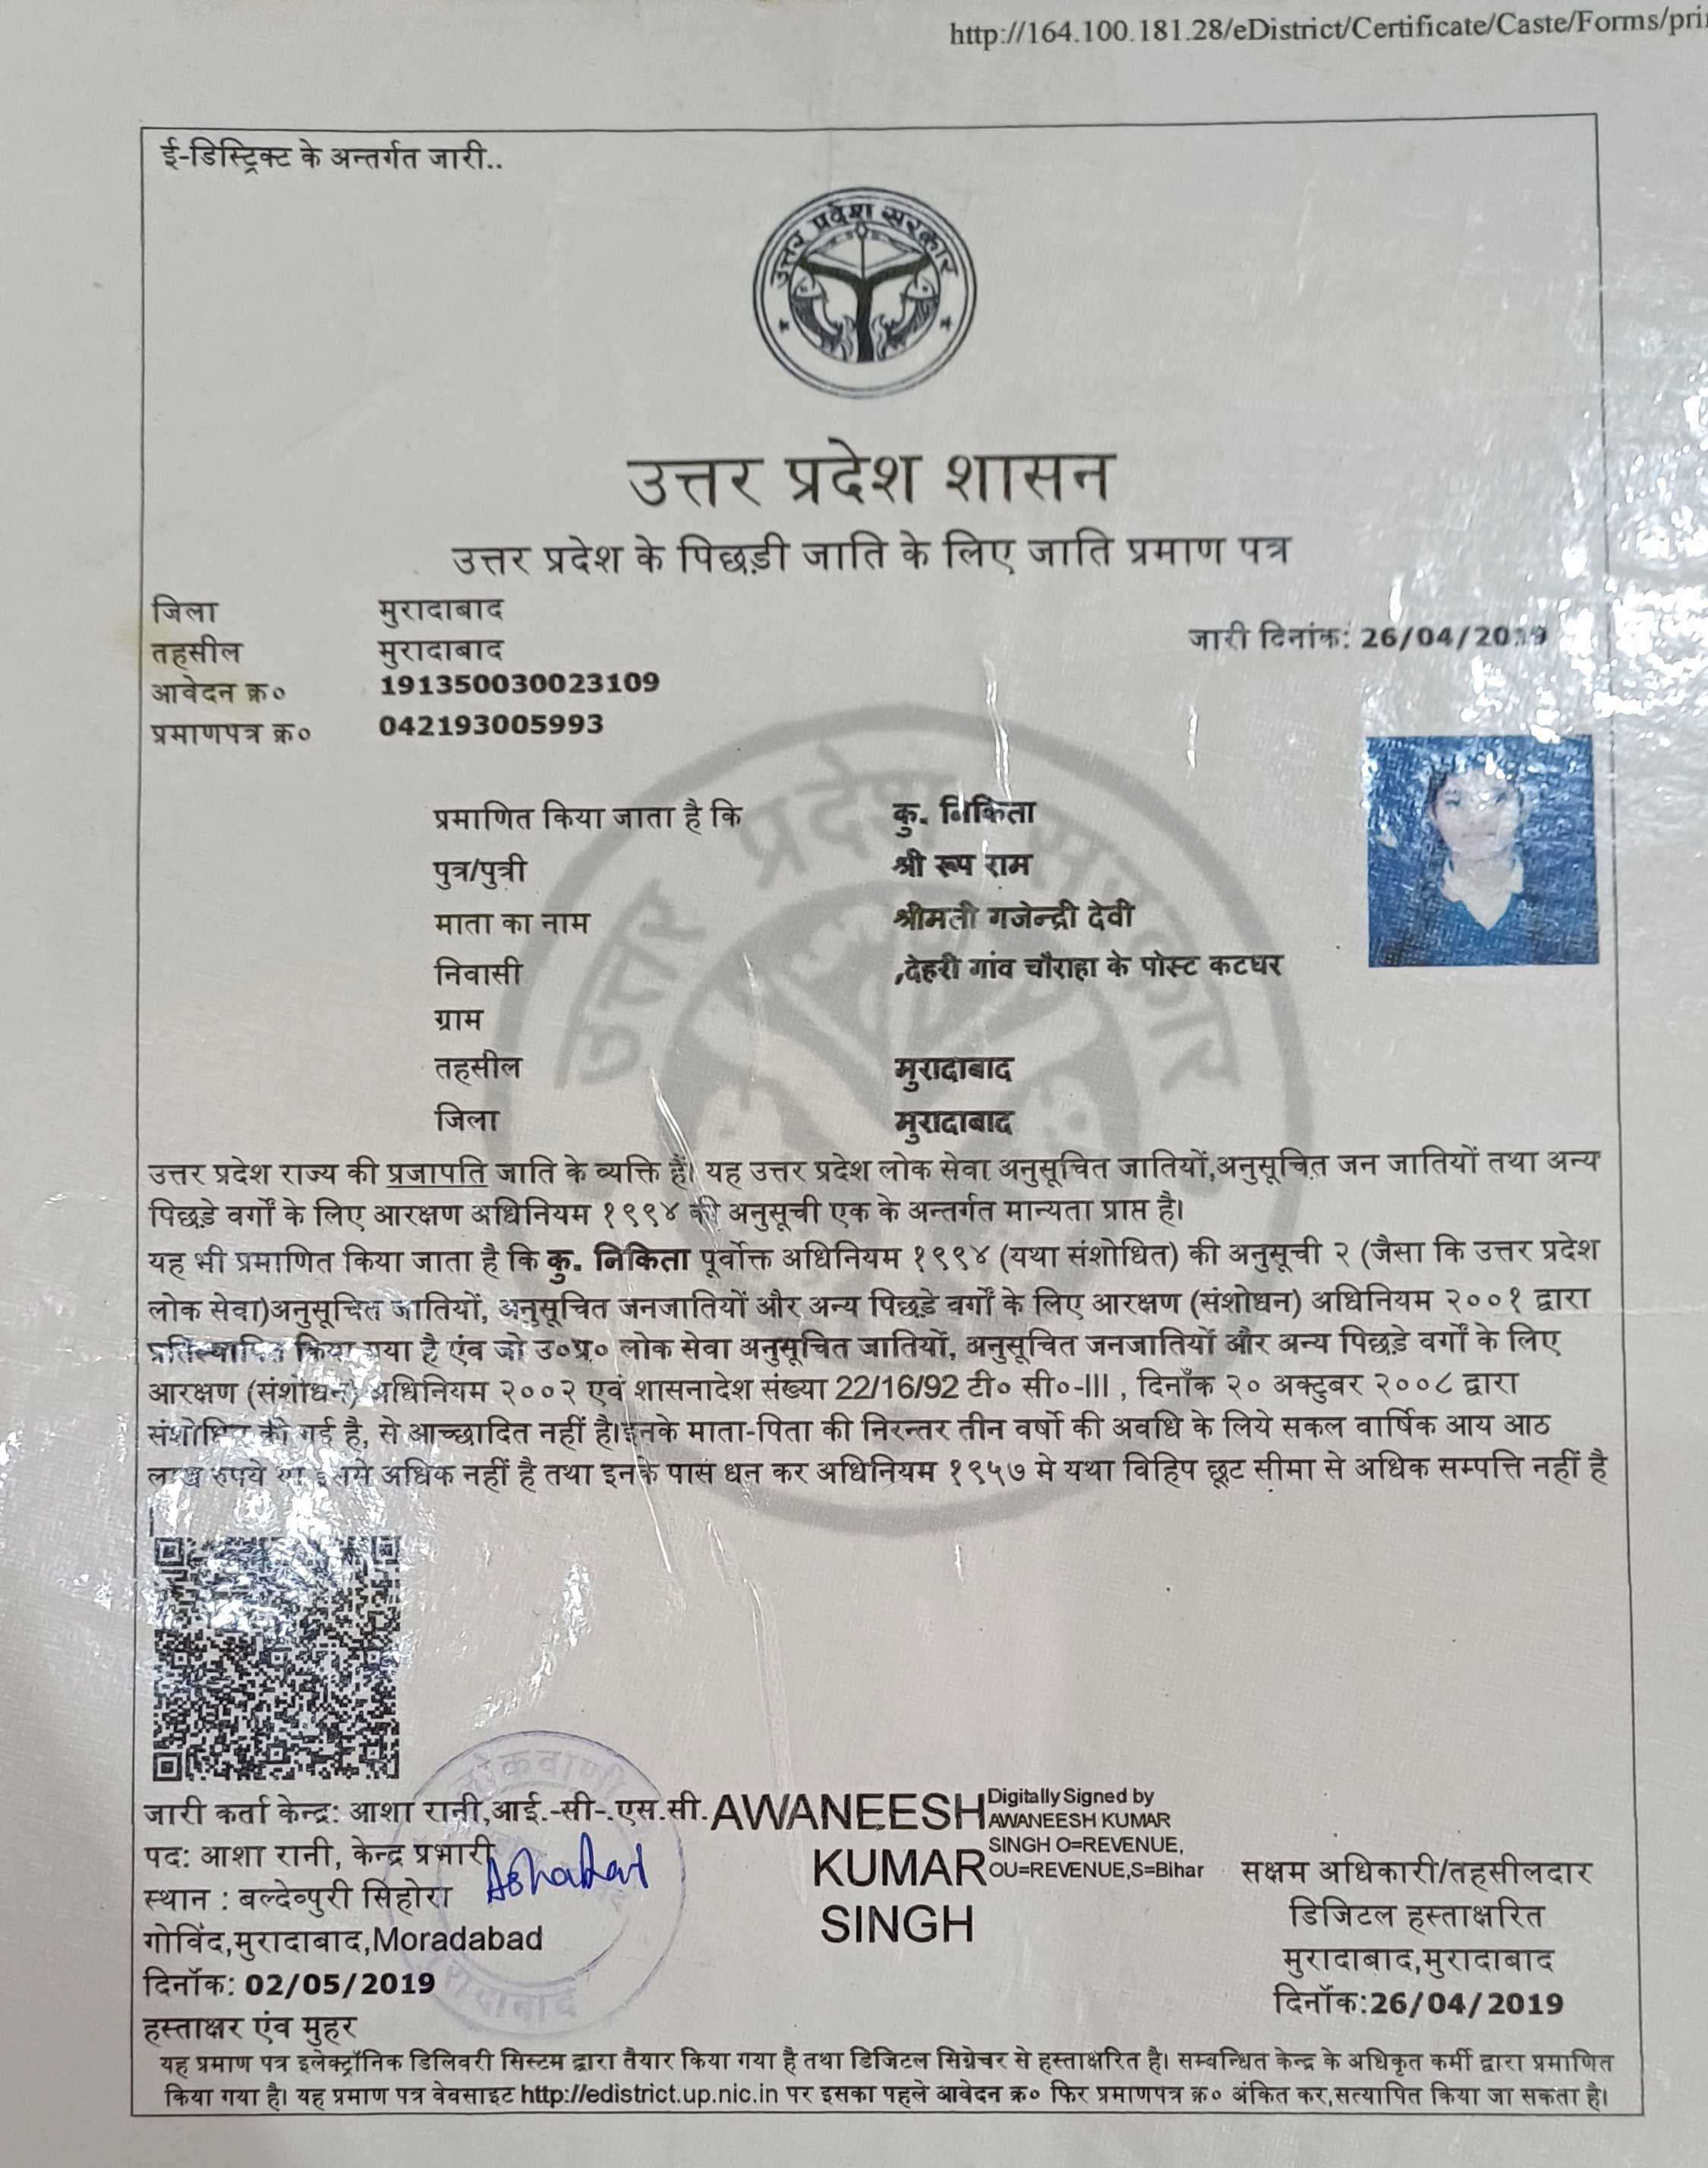 http://164.100.181.28/eDistrict/Certificate/Caste/Forms/pri
ई-डिस्ट्रिक्ट के अन्तर्गत जारी..
उत्तर प्रदेश सरकार
उत्तर प्रदेश शासन
उत्तर प्रदेश के पिछड़ी जाति के लिए जाति प्रमाण पत्र
जिला मुरादाबाद
तहसील मुरादाबाद
जारी दिनांक: 26/04/2019
आवेदन क्र० 191350030023109
प्रमाणपत्र क्र० 042193005993
उत्तर प्रदेश सरकार
प्रमाणित किया जाता है कि कु. निकिता
पुत्र/पुत्री श्री रूप राम
माता का नाम श्रीमती गजेन्द्री देवी
निवासी ,देहरी गांव चौराहा के पोस्ट कटघर
ग्राम
तहसील मुरादाबाद
जिला मुरादाबाद
उत्तर प्रदेश राज्य की प्रजापति जाति के व्यक्ति हैं। यह उत्तर प्रदेश लोक सेवा अनुसूचित जातियों,अनुसूचित जन जातियों तथा अन्य
पिछड़े वर्गों के लिए आरक्षण अधिनियम १९९४ की अनुसूची एक के अन्तर्गत मान्यता प्राप्त है।
यह भी प्रमाणित किया जाता है कि कु. निकिता पूर्वोक्त अधिनियम १९९४ (यथा संशोधित) की अनुसूची २ (जैसा कि उत्तर प्रदेश
लोक सेवा)अनुसूचित जातियों, अनुसूचित जनजातियों और अन्य पिछड़े वर्गों के लिए आरक्षण (संशोधन) अधिनियम २००१ द्वारा
प्रतिस्थापित किया गया है एंव जो उ०प्र० लोक सेवा अनुसूचित जातियों, अनुसूचित जनजातियों और अन्य पिछड़े वर्गों के लिए
आरक्षण (संशोधन) अधिनियम २००२ एवं शासनादेश संख्या 22/16/92 टी० सी०-III , दिनाँक २० अक्टुबर २००८ द्वारा
संशोधित की गई है, से आच्छादित नहीं है।इनके माता-पिता की निरन्तर तीन वर्षो की अवधि के लिये सकल वार्षिक आय आठ
लाख रुपये या इससे अधिक नहीं है तथा इनके पास धन कर अधिनियम १९५७ मे यथा विहिप छूट सीमा से अधिक सम्पत्ति नहीं है
।
लोकवाणी
जारी कर्ता केन्द्र: आशा रानी,आई.-सी-.एस.सी.
पद: आशा रानी, केन्द्र प्रभारी
स्थान : बल्देव्पुरी सिहोरा
गोविंद,मुरादाबाद,Moradabad
दिनॉक: 02/05/2019
हस्ताक्षर एंव मुहर
AWANEESH
KUMAR
SINGH
Digitally Signed by
AWANEESH KUMAR
SINGH O=REVENUE,
OU=REVENUE,S=Bihar
सक्षम अधिकारी/तहसीलदार
डिजिटल हस्ताक्षरित
मुरादाबाद,मुरादाबाद
दिनॉक:26/04/2019
यह प्रमाण पत्र इलेक्ट्रॉनिक डिलिवरी सिस्टम द्वारा तैयार किया गया है तथा डिजिटल सिग्नेचर से हस्ताक्षरित है। सम्बन्धित केन्द्र के अधिकृत कर्मी द्वारा प्रमाणित
किया गया है। यह प्रमाण पत्र वेवसाइट http://edistrict.up.nic.in पर इसका पहले आवेदन क्र० फिर प्रमाणपत्र क्र० अंकित कर,सत्यापित किया जा सकता है।